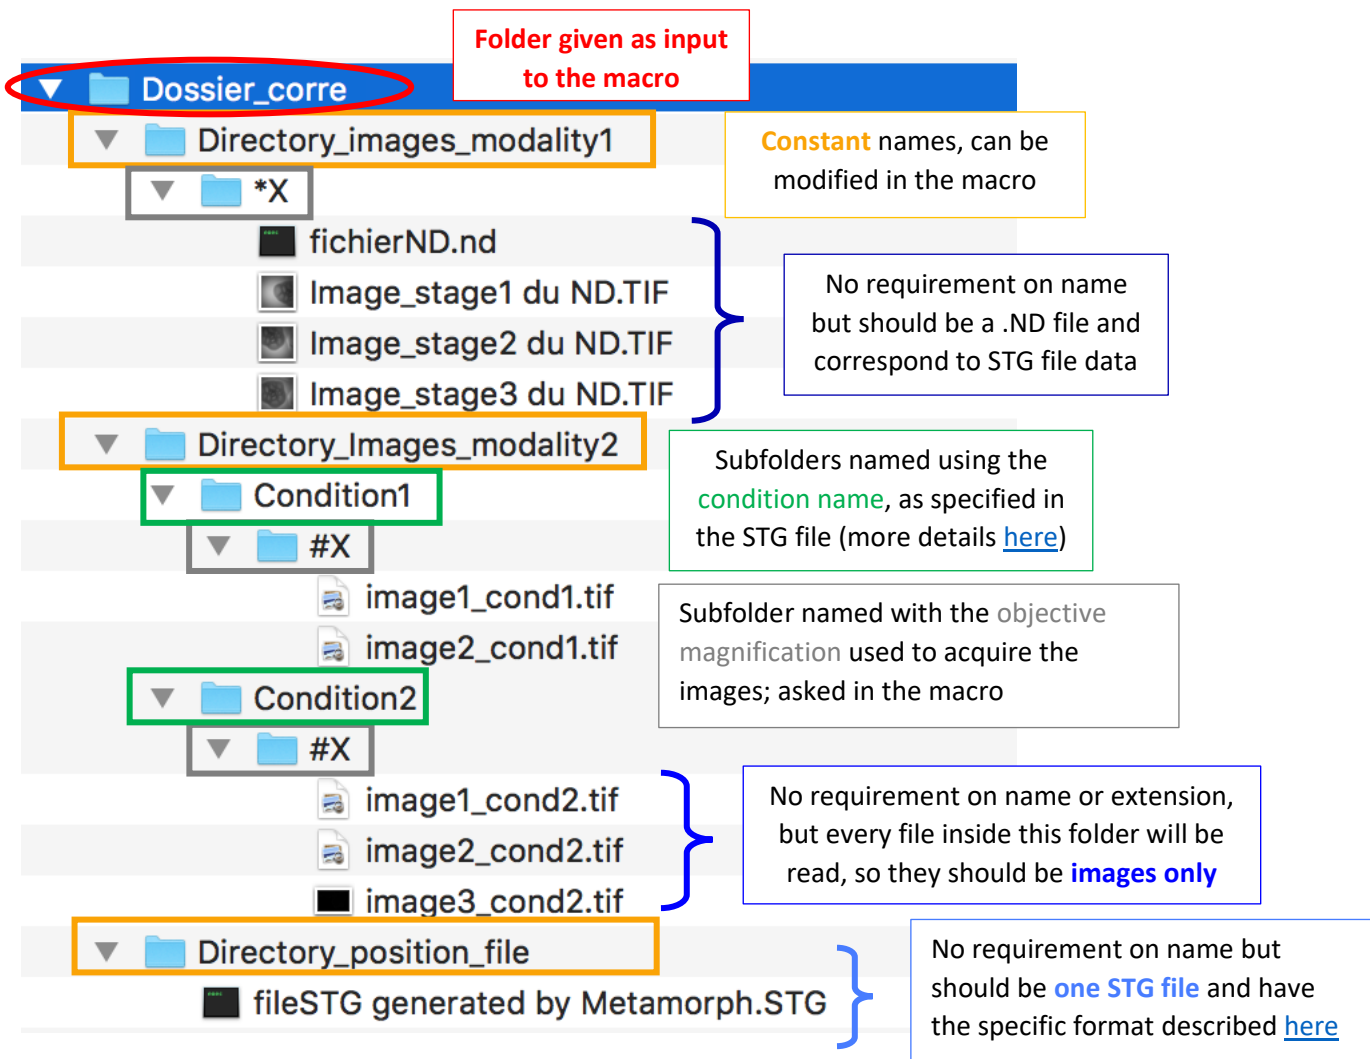 Folder given as input
to the macro
Dossier_corre
Directory_images_modality1
Constant names, can be
modified in the macro
*X
fichierND.nd
Image_stage1 du ND.TIF
Image_stage2 du ND.TIF
Image_stage3 du ND.TIF
No requirement on name
but should be a .ND file and
correspond to STG file data
Directory_Images_modality2
Condition1
#X
Subfolders named using the
condition name, as specified in
the STG file (more details here)
image1_cond1.tif
image2_cond1.tif
Subfolder named with the objective
magnification used to acquire the
images; asked in the macro
Condition2
#X
image1_cond2.tif
image2_cond2.tif
image3_cond2.tif
No requirement on name or extension,
but every file inside this folder will be
read, so they should be images only
Directory_position_file
fileSTG generated by Metamorph.STG
No requirement on name but
should be one STG file and have
the specific format described here